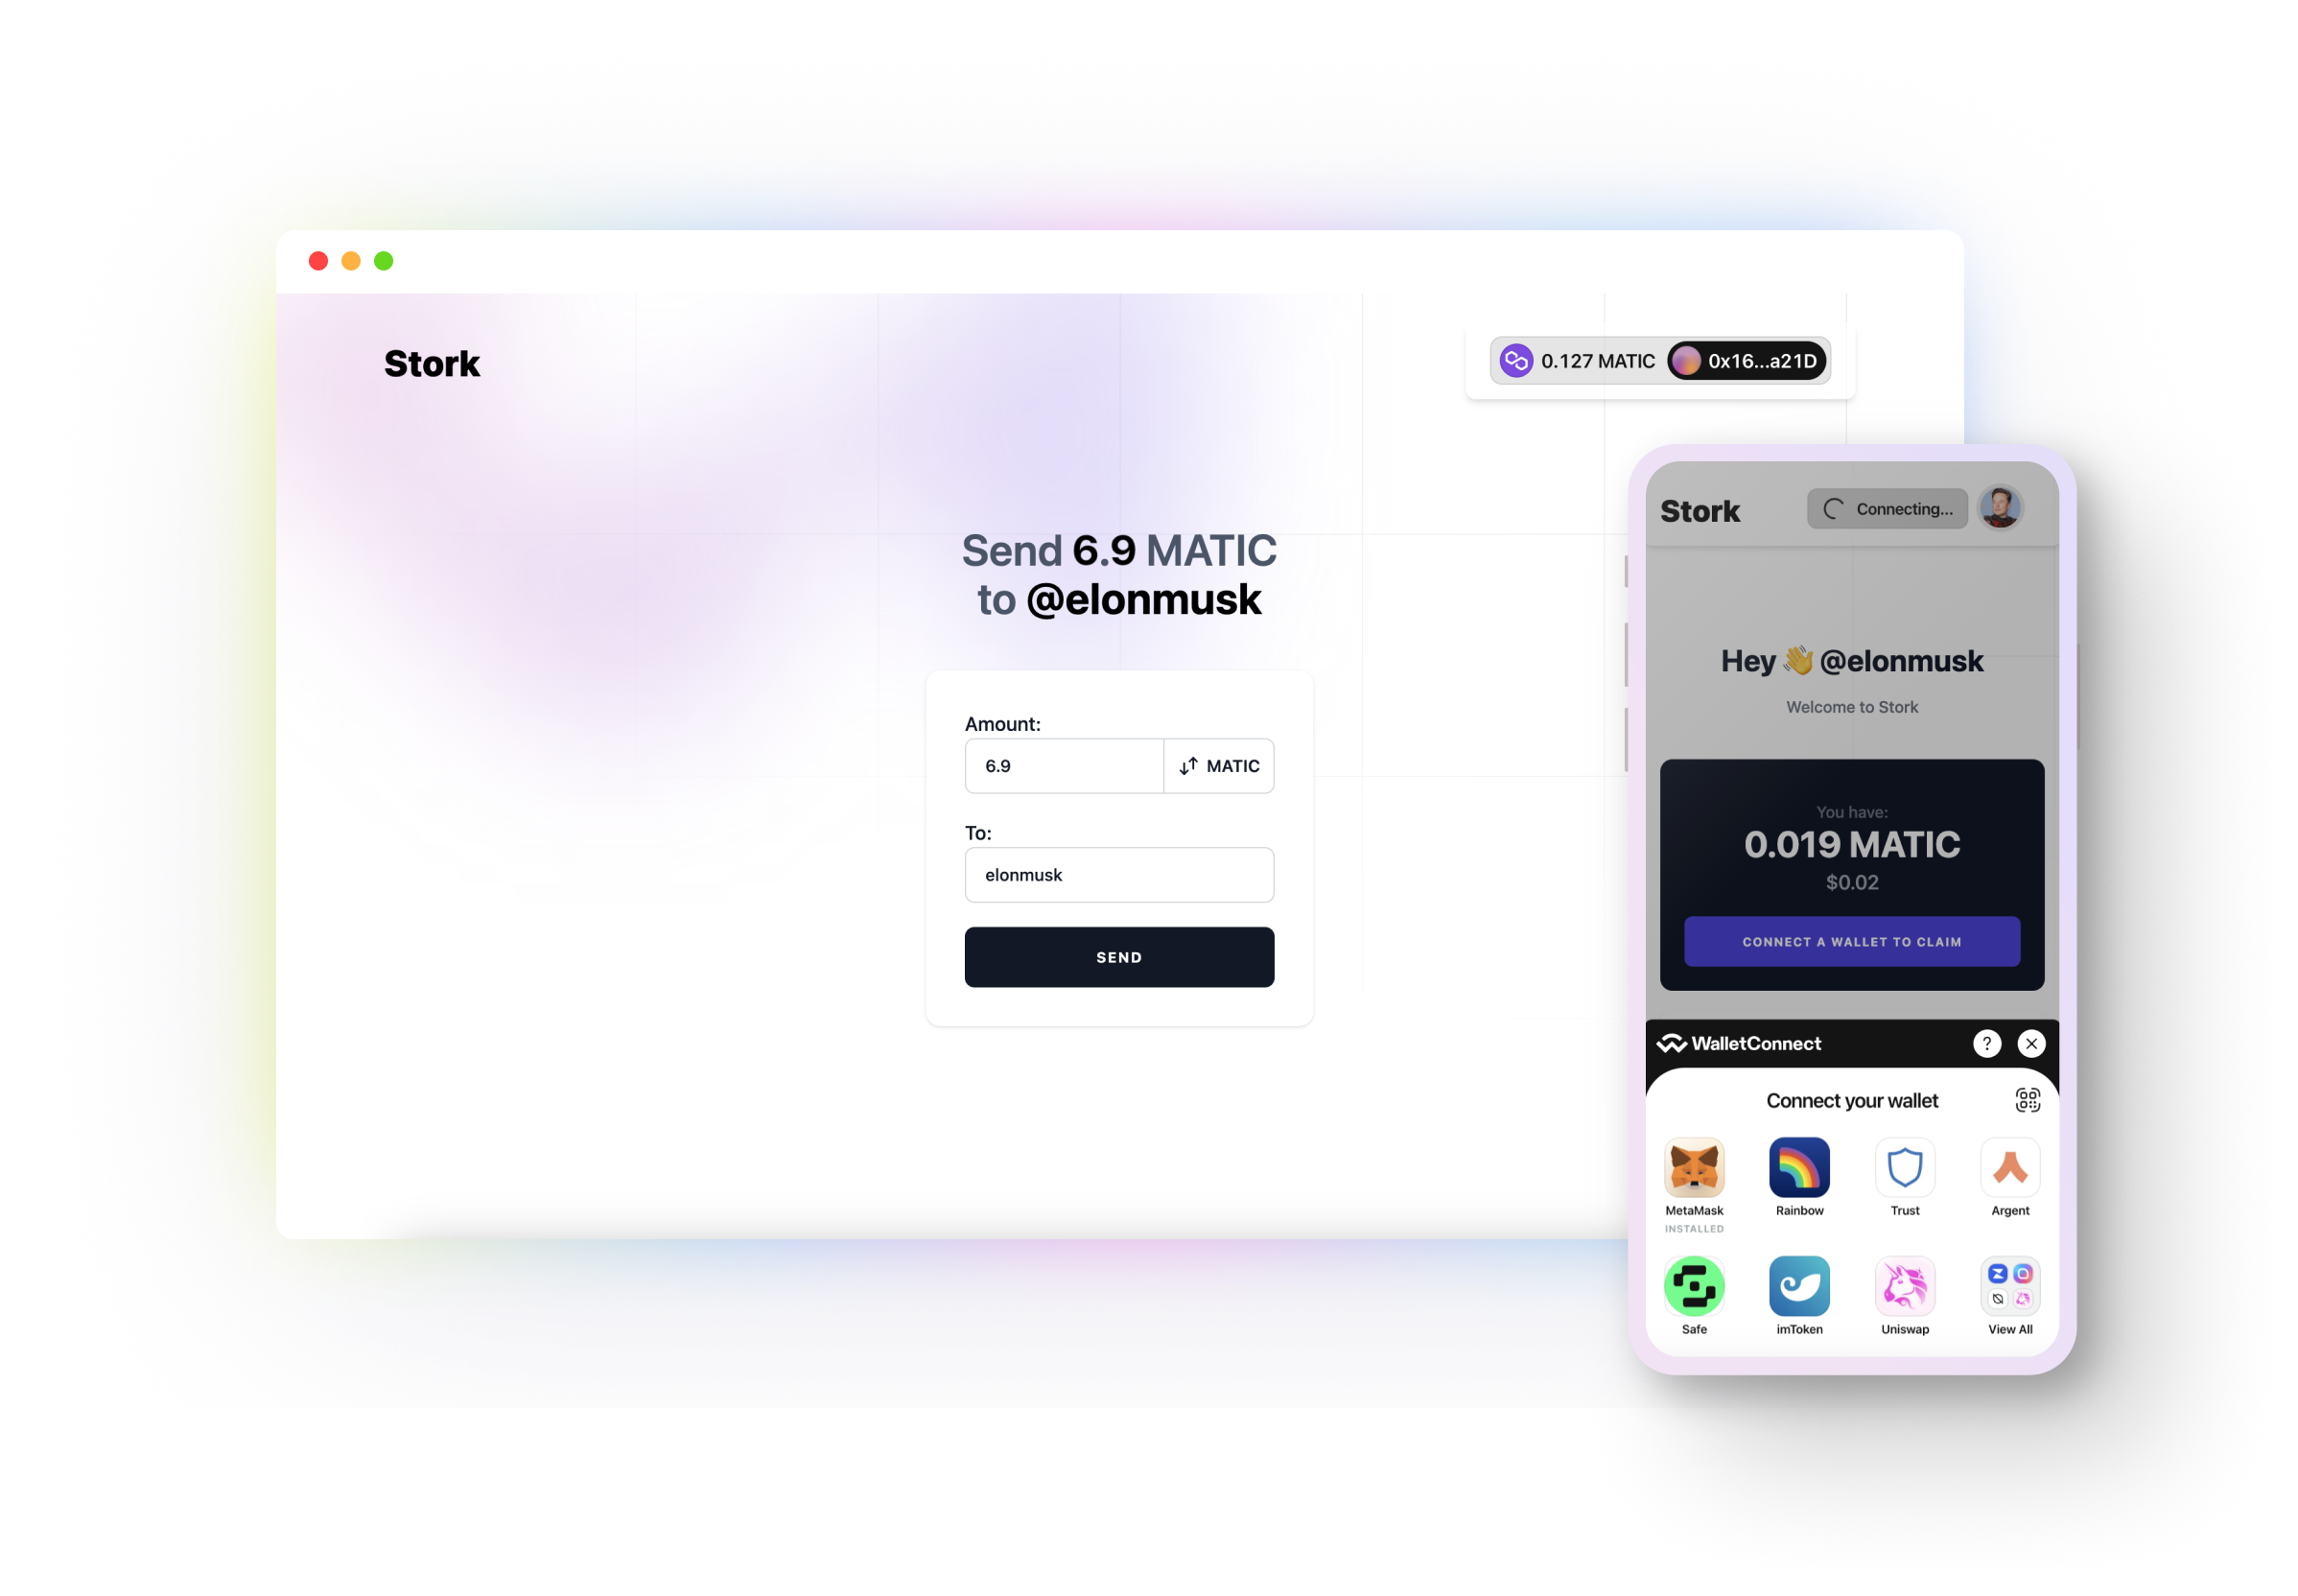 Stork
0.127 MATIC 0x16...a21D
Send 6.9 MATIC
to @elonmusk
Amount:
6.9 MATIC
To:
elonmusk
SEND
Stork Connecting...
Hey 👋 @elonmusk
Welcome to Stork
You have:
0.019 MATIC
$0.02
CONNECT A WALLET TO CLAIM
WalletConnect ?
Connect your wallet
MetaMask Rainbow Trust Argent
INSTALLED
Safe imToken Uniswap View All